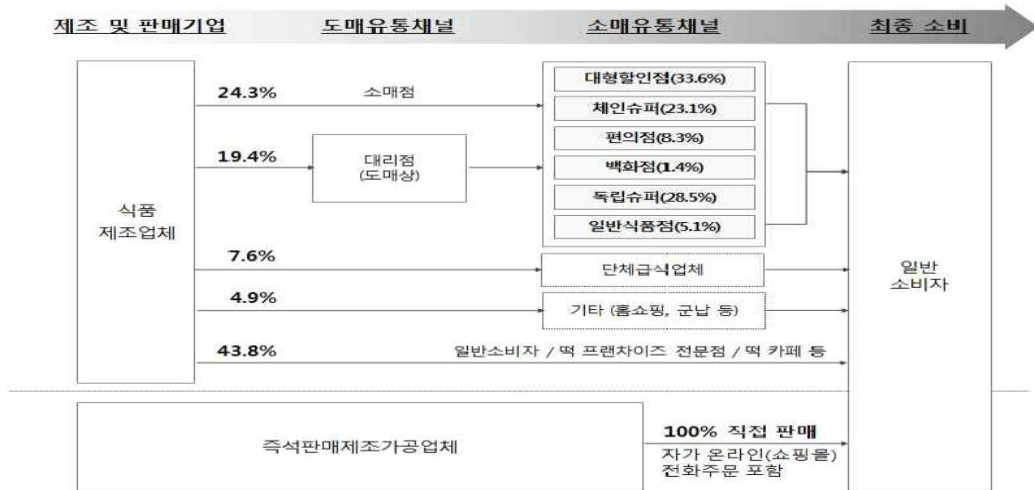 제조 및 판매기업 도매유통채널 소매유통채널 최종 소비
24.3% 소매점
19.4% 대리점
(도매상)
대형할인점(33.6%)
체인슈퍼(23.1%)
편의점(8.3%)
백화점(1.4%)
독립슈퍼(28.5%)
일반식품점(5.1%)
식품
제조업체
7.6% 단체급식업체
4.9% 기타 (홈쇼핑, 군납 등)
43.8% 일반소비자 / 떡 프랜차이즈 전문점 / 떡 카페 등
일반
소비자
즉석판매제조가공업체
100% 직접 판매
자가 온라인(쇼핑몰)
전화주문 포함